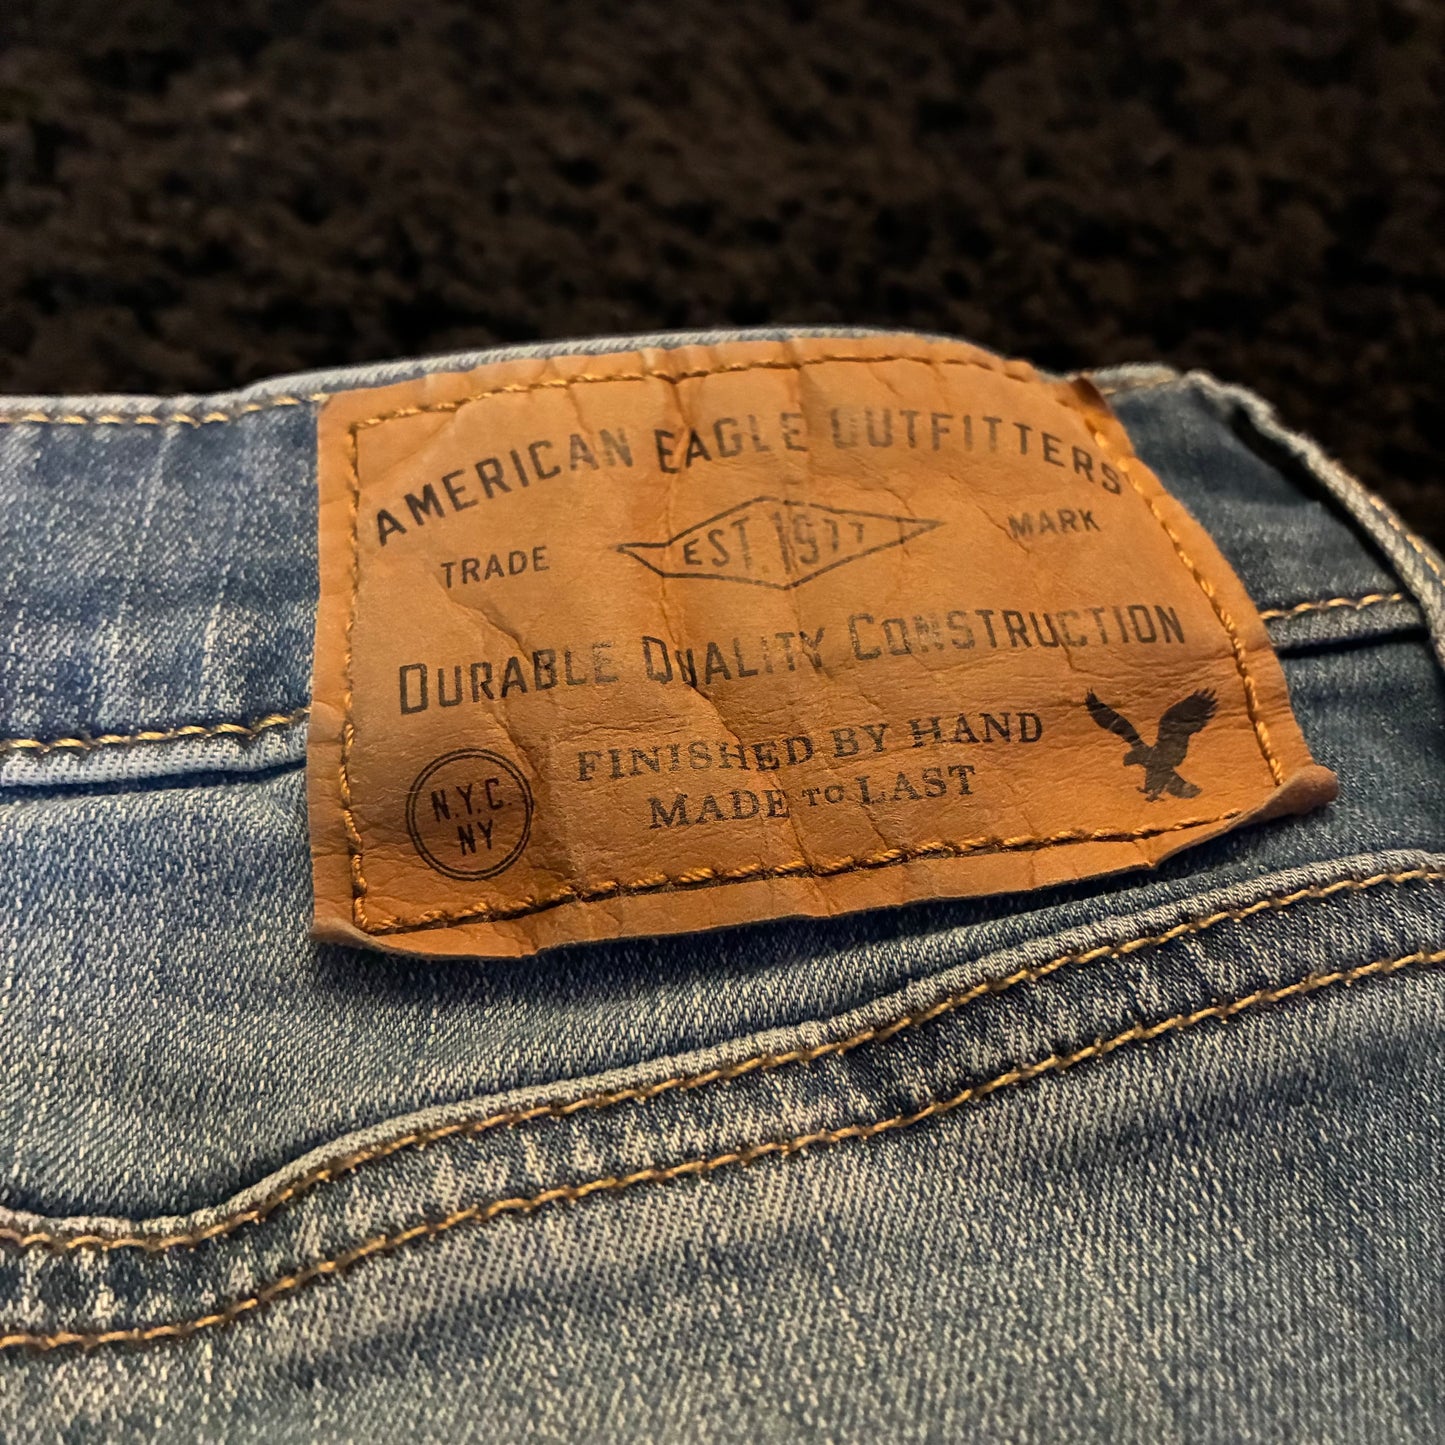 AMERICAN EAGLE OUTFITTERS
TRADE EST. 1977 MARK
DURABLE QUALITY CONSTRUCTION
FINISHED BY HAND
MADE TO LAST
N.Y.C.
NY